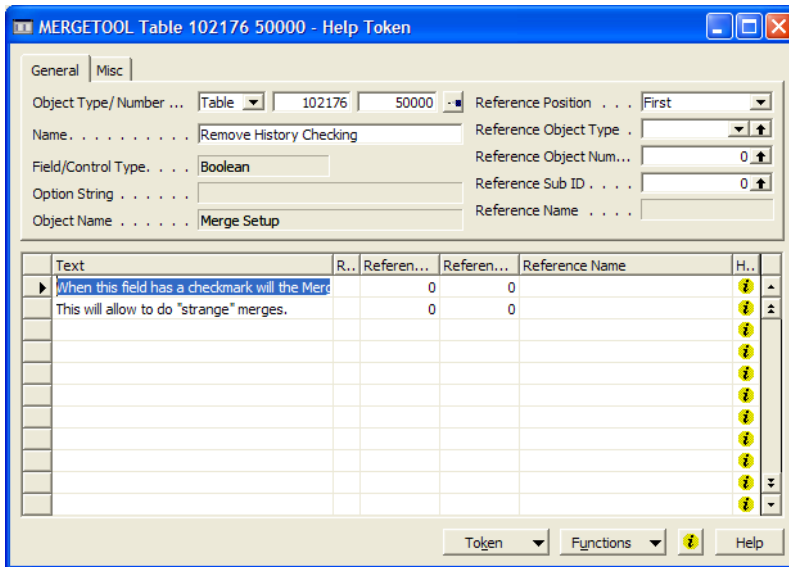 MERGETOOL Table 102176 50000 - Help Token
General Misc
Object Type/ Number ... Table 102176 50000
Name. . . . . . . . . . Remove History Checking
Field/Control Type. . . . Boolean
Option String . . . . . .
Object Name . . . . . . Merge Setup
Reference Position . . . First
Reference Object Type .
Reference Object Num... 0
Reference Sub ID . . . . 0
Reference Name . . . .
Text R.. Referen... Referen... Reference Name H..
When this field has a checkmark will the Merg 0 0
This will allow to do "strange" merges. 0 0
Token Functions Help